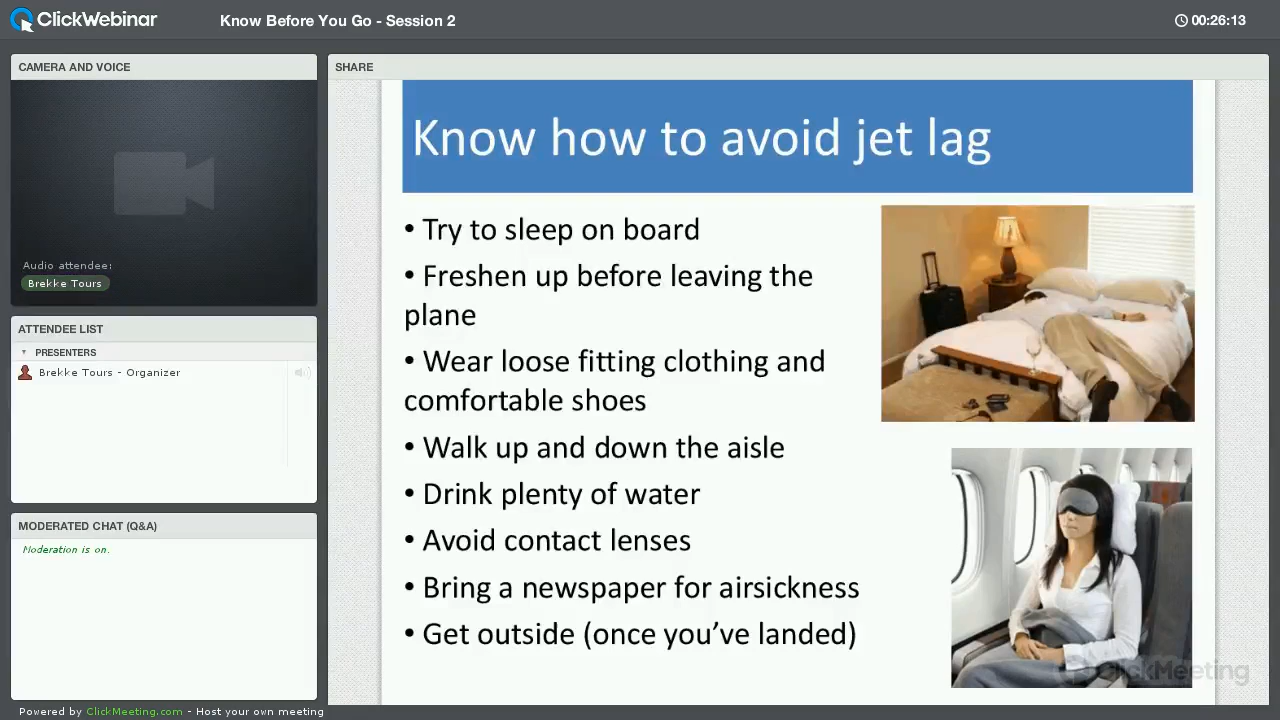 ClickWebinar
Know Before You Go - Session 2
00:26:13
CAMERA AND VOICE
Audio attendee:
Brekke Tours
ATTENDEE LIST
PRESENTERS
Brekke Tours - Organizer
MODERATED CHAT (Q&A)
Moderation is on.
Powered by ClickMeeting.com - Host your own meeting
SHARE
Know how to avoid jet lag
• Try to sleep on board
• Freshen up before leaving the
plane
• Wear loose fitting clothing and
comfortable shoes
• Walk up and down the aisle
• Drink plenty of water
• Avoid contact lenses
• Bring a newspaper for airsickness
• Get outside (once you’ve landed)
ClickMeeting